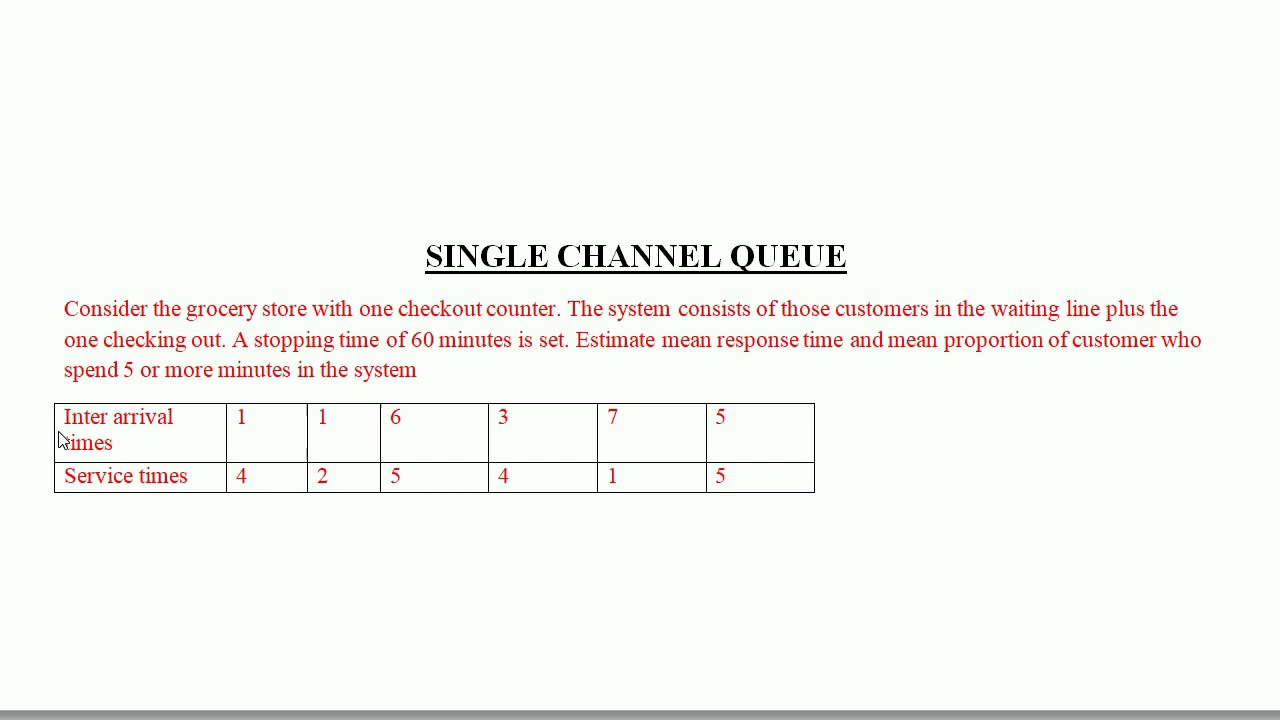 SINGLE CHANNEL QUEUE
Consider the grocery store with one checkout counter. The system consists of those customers in the waiting line plus the
one checking out. A stopping time of 60 minutes is set. Estimate mean response time and mean proportion of customer who
spend 5 or more minutes in the system
Inter arrival 1 1 6 3 7 5
times
Service times 4 2 5 4 1 5